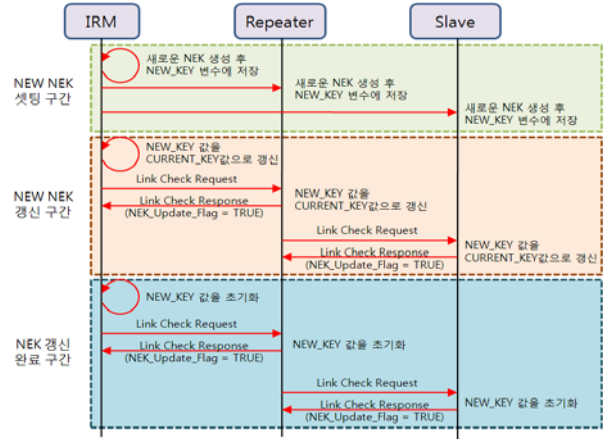 IRM
Repeater
Slave
NEW NEK
셋팅 구간
새로운 NEK 생성 후
NEW_KEY 변수에 저장
새로운 NEK 생성 후
NEW_KEY 변수에 저장
새로운 NEK 생성 후
NEW_KEY 변수에 저장
NEW NEK
갱신 구간
NEW_KEY 값을
CURRENT_KEY값으로 갱신
Link Check Request
Link Check Response
(NEK_Update_Flag = TRUE)
NEW_KEY 값을
CURRENT_KEY값으로 갱신
Link Check Request
Link Check Response
(NEK_Update_Flag = TRUE)
NEW_KEY 값을
CURRENT_KEY값으로 갱신
NEK 갱신
완료 구간
NEW_KEY 값을 초기화
Link Check Request
Link Check Response
(NEK_Update_Flag = TRUE)
NEW_KEY 값을 초기화
Link Check Request
Link Check Response
(NEK_Update_Flag = TRUE)
NEW_KEY 값을 초기화